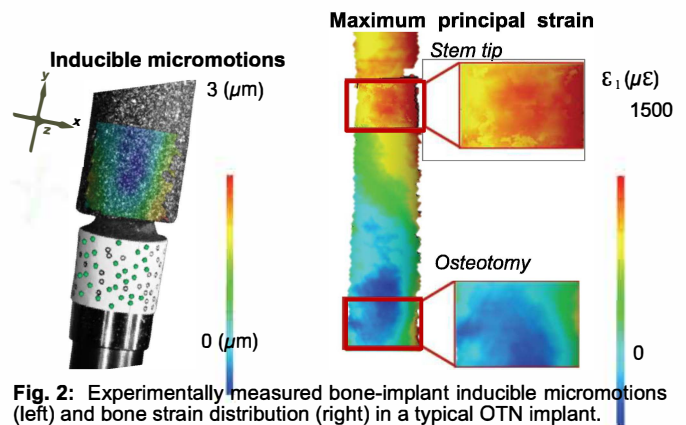 Maximum principal strain
Inducible micromotions
Stem tip
3 (µm)
ε₁(µε)
1500
y
x
z
Osteotomy
0 (µm)
0
Fig. 2: Experimentally measured bone-implant inducible micromotions
(left) and bone strain distribution (right) in a typical OTN implant.